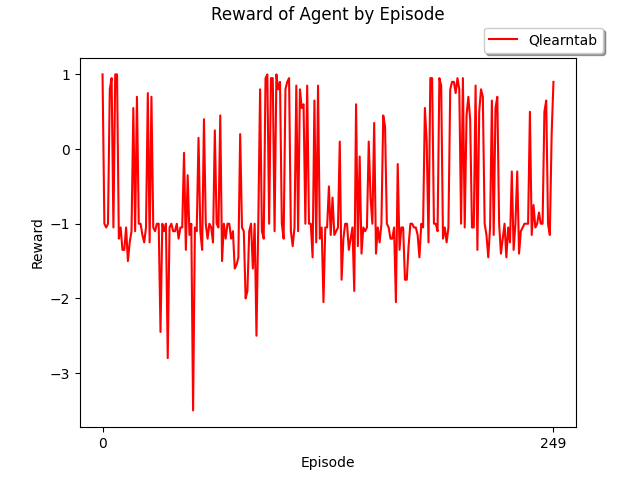 Reward of Agent by Episode
Qlearntab
1
0
−1
−2
−3
Reward
0
249
Episode